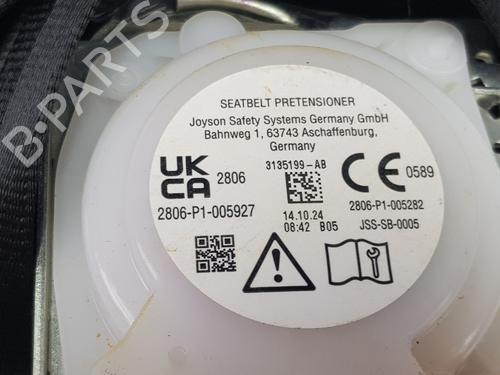 SEATBELT PRETENSIONER
Joyson Safety Systems Germany GmbH
Bahnweg 1, 63743 Aschaffenburg,
Germany
UK
CA 2806
3135199-AB
CE 0589
2806-P1-005927
14.10.24
08:42 B05
2806-P1-005282
JSS-SB-0005
B-PARTS